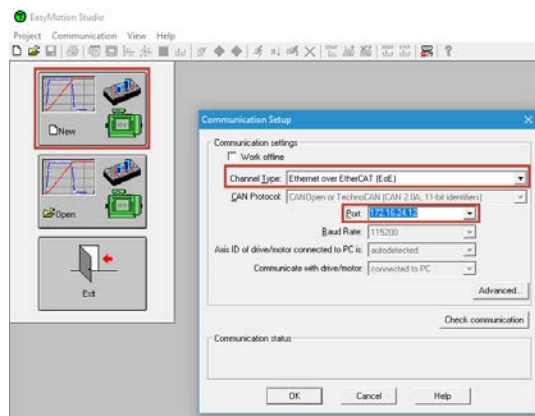 EasyMotion Studio
Project Communication View Help
New
Open
Exit
Communication Setup
Communication settings
Work offline
Channel Type: Ethernet over EtherCAT (EoE)
CAN Protocol: CANOpen or TechnoCAN (CAN 2.0A, 11-bit identifiers)
Port: 172.16.24.12
Baud Rate: 115200
Axis ID of drive/motor connected to PC is: autodetected
Communicate with drive/motor: connected to PC
Advanced...
Check communication
Communication status
OK Cancel Help